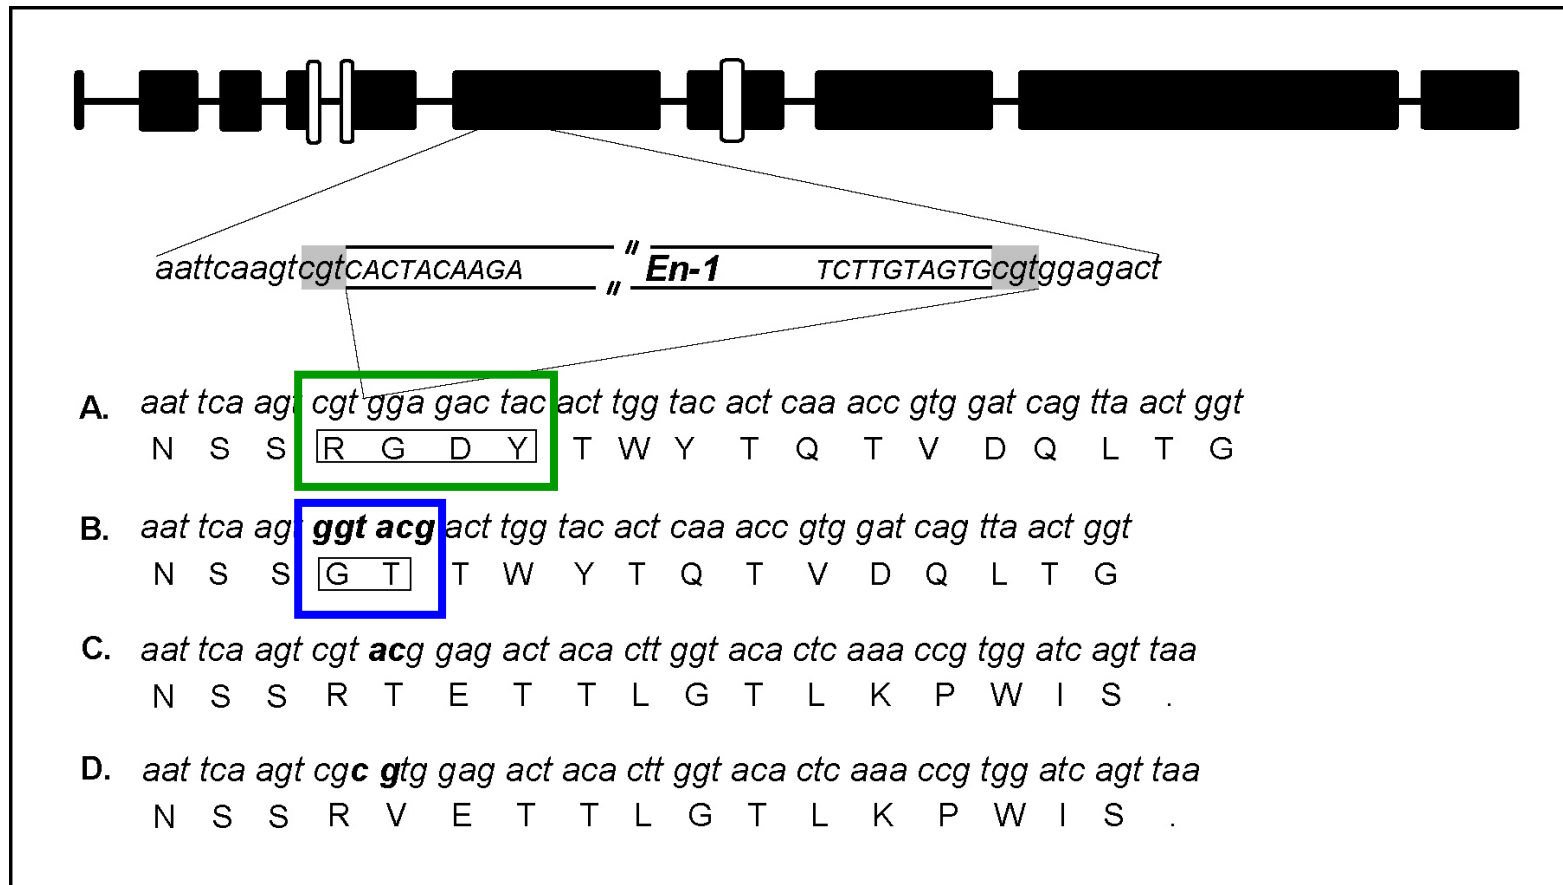 aattcaagtcgtCACTACAAGA // En-1 // TCTTGTAGTGcgtggagact
A. aat tca agt cgt gga gac tac act tgg tac act caa acc gtg gat cag tta act ggt
N S S R G D Y T W Y T Q T V D Q L T G
B. aat tca agt ggt acg act tgg tac act caa acc gtg gat cag tta act ggt
N S S G T T W Y T Q T V D Q L T G
C. aat tca agt cgt acg gag act aca ctt ggt aca ctc aaa ccg tgg atc agt taa
N S S R T E T T L G T L K P W I S .
D. aat tca agt cgc gtg gag act aca ctt ggt aca ctc aaa ccg tgg atc agt taa
N S S R V E T T L G T L K P W I S .